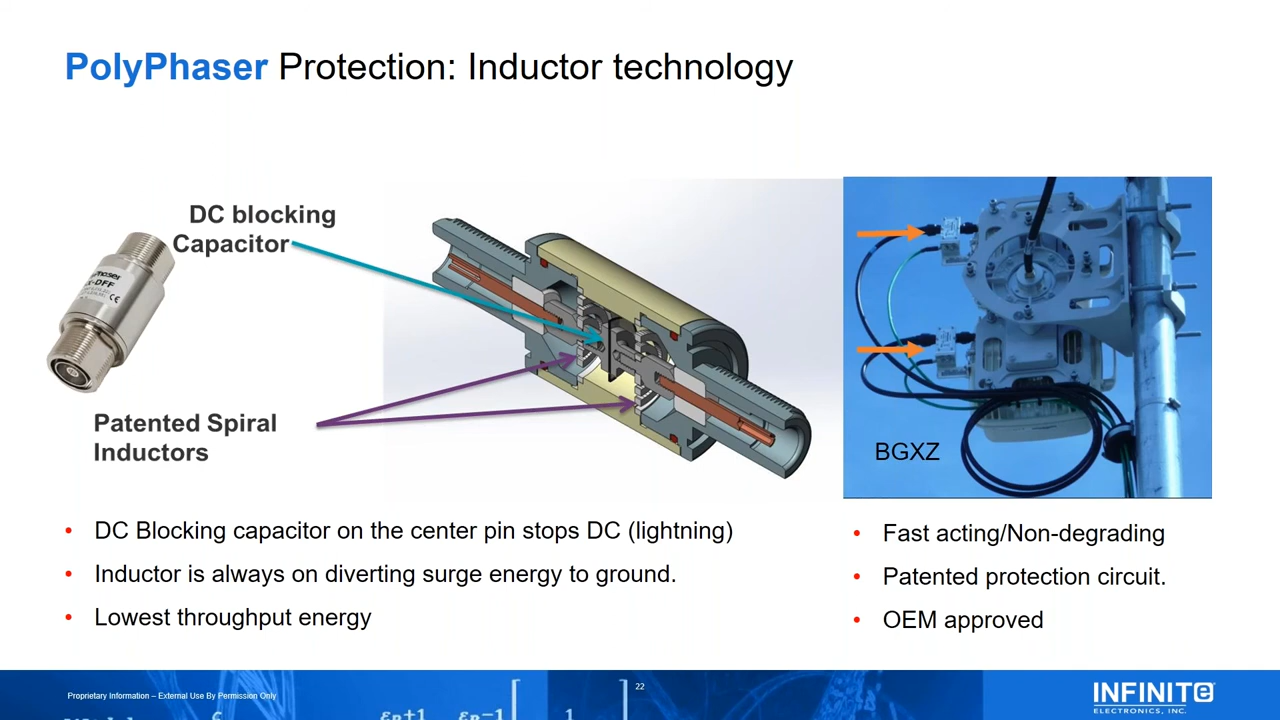 PolyPhaser Protection: Inductor technology
DC blocking
Capacitor
Patented Spiral
Inductors
BGXZ
• DC Blocking capacitor on the center pin stops DC (lightning)
• Inductor is always on diverting surge energy to ground.
• Lowest throughput energy
• Fast acting/Non-degrading
• Patented protection circuit.
• OEM approved
Proprietary Information – External Use By Permission Only
22
INFINITe
ELECTRONICS, INC.